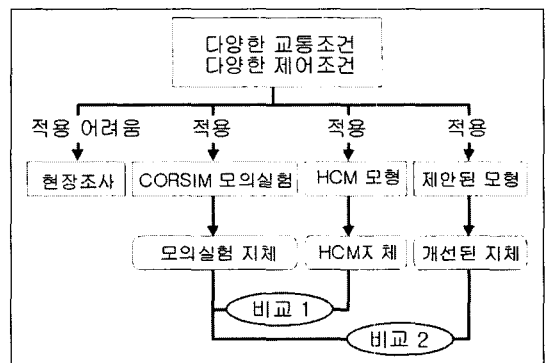 다양한 교통조건
다양한 제어조건
적용 어려움 적용 적용 적용
현장조사 CORSIM 모의실험 HCM 모형 제안된 모형
모의실험 지체 HCM지 체 개선된 지체
비교 1
비교 2